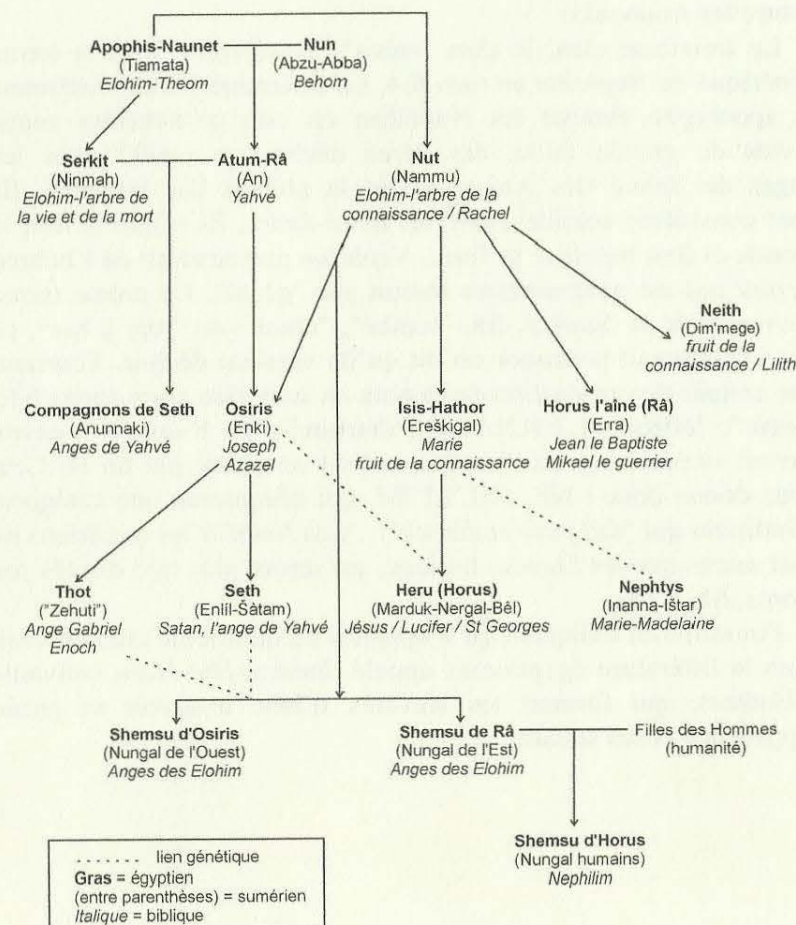 Apophis-Naunet
(Tiamata)
Elohim-Theom
Nun
(Abzu-Abba)
Behom
Serkit
(Ninmah)
Elohim-l'arbre de
la vie et de la mort
Atum-Râ
(An)
Yahvé
Nut
(Nammu)
Elohim-l'arbre de la
connaissance / Rachel
Neith
(Dim'mege)
fruit de la
connaissance / Lilith
Compagnons de Seth
(Anunnaki)
Anges de Yahvé
Osiris
(Enki)
Joseph
Azazel
Isis-Hathor
(Ereškigal)
Marie
fruit de la connaissance
Horus l'ainé (Râ)
(Erra)
Jean le Baptiste
Mikael le guerrier
Thot
("Zehuti")
Ange Gabriel
Enoch
Seth
(Enlil-Šàtam)
Satan, l'ange de Yahvé
Heru (Horus)
(Marduk-Nergal-Bêl)
Jésus / Lucifer / St Georges
Nephtys
(Inanna-Ištar)
Marie-Madelaine
Shemsu d'Osiris
(Nungal de l'Ouest)
Anges des Elohim
Shemsu de Râ
(Nungal de l'Est)
Anges des Elohim
Filles des Hommes
(humanité)
Shemsu d'Horus
(Nungal humains)
Nephilim
....... lien génétique
Gras = égyptien
(entre parenthèses) = sumérien
Italique = biblique